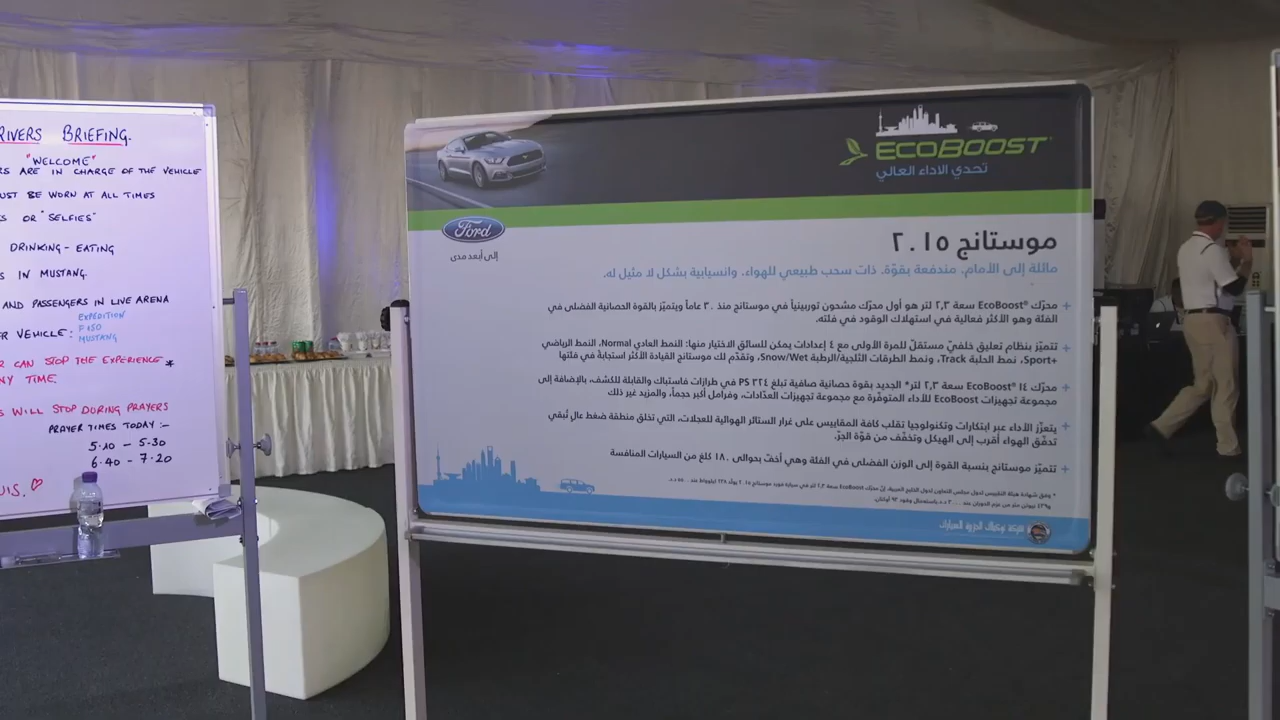 RIVERS BRIEFING.
"WELCOME"
RS ARE IN CHARGE OF THE VEHICLE
UST BE WORN AT ALL TIMES
OR "SELFIES"
DRINKING - EATING
IN MUSTANG
AND PASSENGERS IN LIVE ARENA
ER VEHICLE: EXPEDITION
F150
MUSTANG
ER CAN STOP THE EXPERIENCE *
NY TIME.
WILL STOP DURING PRAYERS
PRAYER TIMES TODAY :-
5.10 - 5.30
6.40 - 7.20
ECOBOOST
تحدي الأداء العالي
Ford
إلى أبعد مدى
موستانج ٢٠١٥
مائلة إلى الأمام. مندفعة بقوّة. ذات سحب طبيعي للهواء. وانسيابية بشكل لا مثيل له.
+ محرّك EcoBoost® سعة ٢,٣ لتر هو أول محرّك مشحون توربينياً في موستانج منذ ٣٠ عاماً ويتميّز بالقوة الحصانية الفضلى في
الفئة وهو الأكثر فعالية في استهلاك الوقود في فئته.
+ تتميّز بنظام تعليق خلفيّ مستقلّ للمرة الأولى مع ٤ إعدادات يمكن للسائق الاختيار منها: النمط العادي Normal، النمط الرياضي
Sport+، نمط الحلبة Track، ونمط الطرقات الثلجية/الرطبة Snow/Wet، وتقدّم لك موستانج القيادة الأكثر استجابةً في فئتها
+ محرّك EcoBoost® I4 سعة ٢,٣ لتر* الجديد بقوة حصانية صافية تبلغ ٣٢٤ PS في طرازات فاستباك والقابلة للكشف، بالإضافة إلى
مجموعة تجهيزات EcoBoost للأداء المتوفّرة مع مجموعة تجهيزات العدّادات، وفرامل أكبر حجماً، والمزيد غير ذلك
+ يتعزّز الأداء عبر ابتكارات وتكنولوجيا تقلب كافة المقاييس على غرار الستائر الهوائية للعجلات، التي تخلق منطقة ضغط عالٍ تُبقي
تدفّق الهواء أقرب إلى الهيكل وتخفّف من قوّة الجرّ.
+ تتميّز موستانج بنسبة القوة إلى الوزن الفضلى في الفئة وهي أخفّ بحوالى ١٨٠ كلغ من السيارات المنافسة